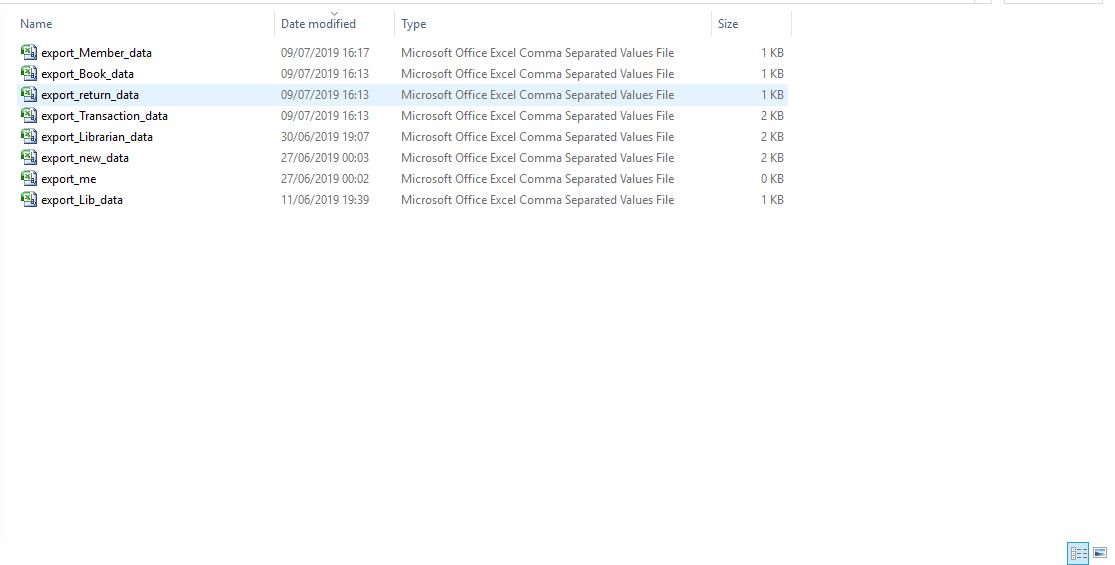 Name Date modified Type Size
export_Member_data 09/07/2019 16:17 Microsoft Office Excel Comma Separated Values File 1 KB
export_Book_data 09/07/2019 16:13 Microsoft Office Excel Comma Separated Values File 1 KB
export_return_data 09/07/2019 16:13 Microsoft Office Excel Comma Separated Values File 1 KB
export_Transaction_data 09/07/2019 16:13 Microsoft Office Excel Comma Separated Values File 2 KB
export_Librarian_data 30/06/2019 19:07 Microsoft Office Excel Comma Separated Values File 2 KB
export_new_data 27/06/2019 00:03 Microsoft Office Excel Comma Separated Values File 2 KB
export_me 27/06/2019 00:02 Microsoft Office Excel Comma Separated Values File 0 KB
export_Lib_data 11/06/2019 19:39 Microsoft Office Excel Comma Separated Values File 1 KB